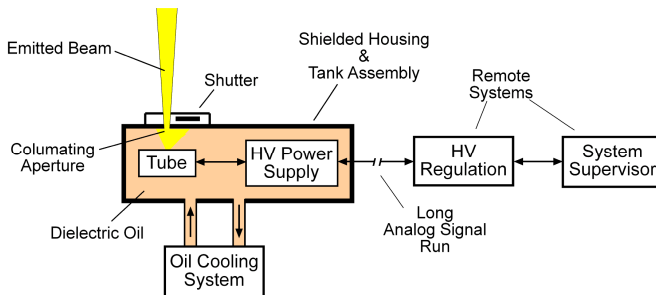 Emitted Beam
Shutter
Columating
Aperture
Dielectric Oil
Tube
HV Power
Supply
Oil Cooling
System
Shielded Housing
&
Tank Assembly
Long
Analog Signal
Run
Remote
Systems
HV
Regulation
System
Supervisor